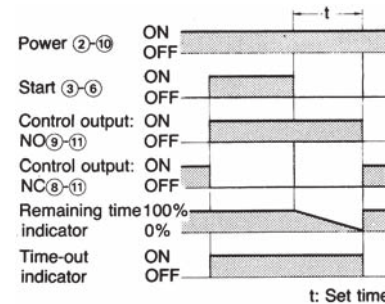 t
Power ②-⑩ ON
OFF
Start ③-⑥ ON
OFF
Control output: ON
NO⑨-⑪ OFF
Control output: ON
NC⑧-⑪ OFF
Remaining time 100%
indicator 0%
Time-out ON
indicator OFF
t: Set time